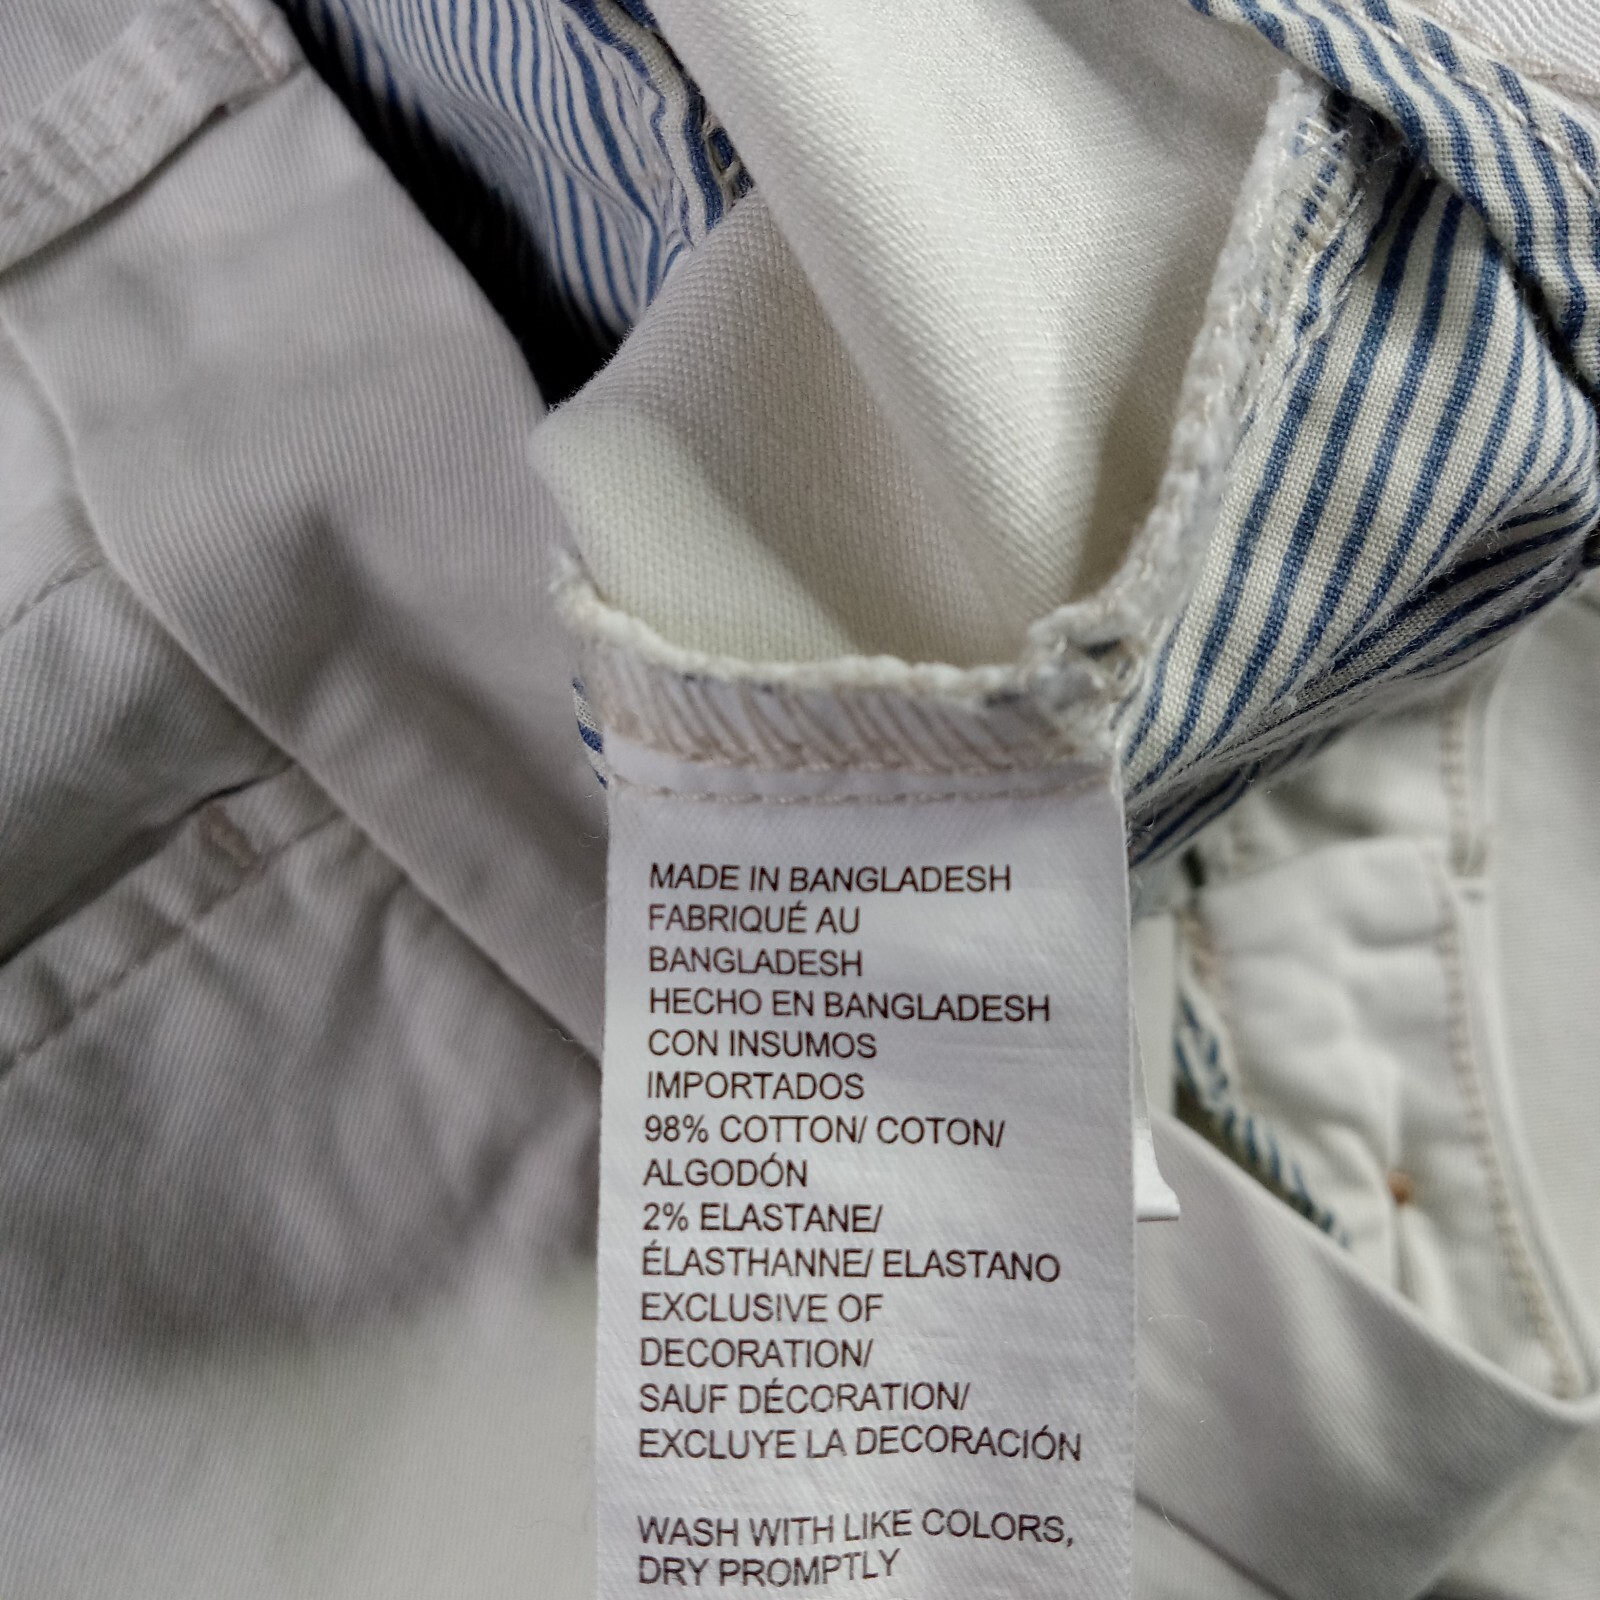 MADE IN BANGLADESH
FABRIQUÉ AU
BANGLADESH
HECHO EN BANGLADESH
CON INSUMOS
IMPORTADOS
98% COTTON/ COTON/
ALGODÓN
2% ELASTANE/
ÉLASTHANNE/ ELASTANO
EXCLUSIVE OF
DECORATION/
SAUF DÉCORATION/
EXCLUYE LA DECORACIÓN
WASH WITH LIKE COLORS,
DRY PROMPTLY